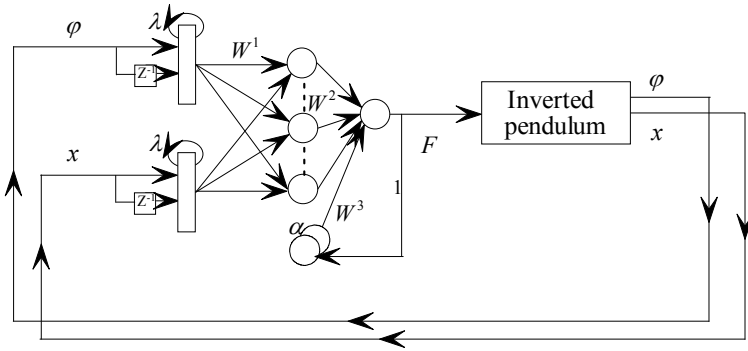 φ
λ
Z-1
W1
W2
F
Inverted
pendulum
φ
x
x
λ
Z-1
1
W3
α